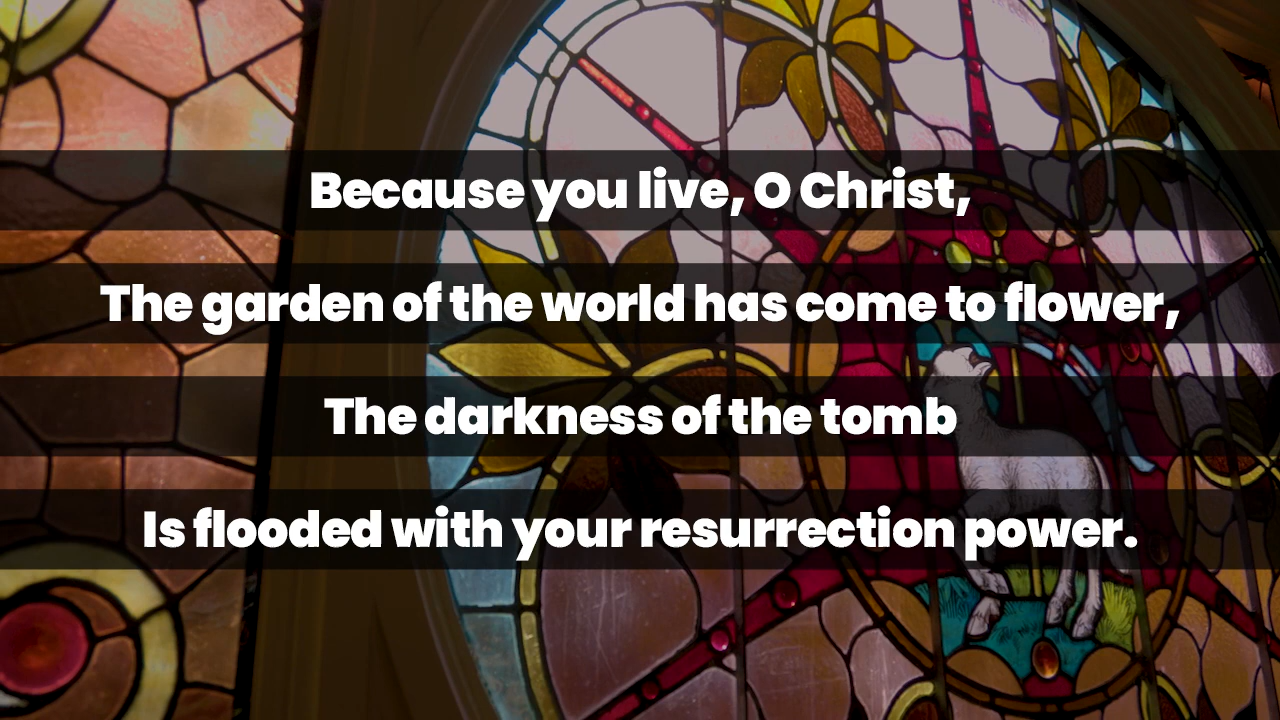 Because you live, O Christ,
The garden of the world has come to flower,
The darkness of the tomb
Is flooded with your resurrection power.